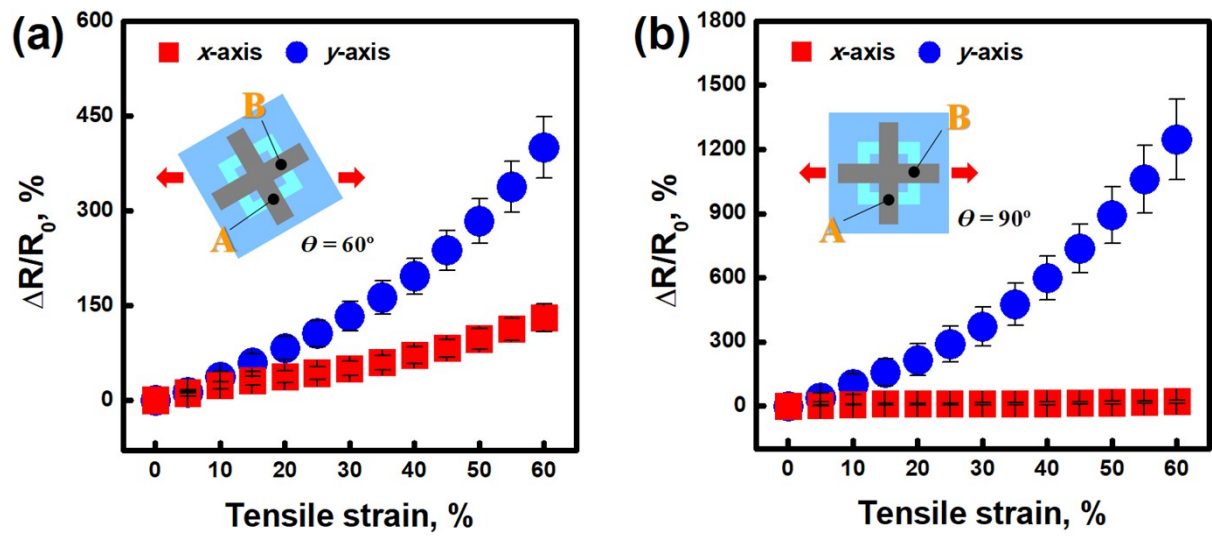 (a)
600
450
300
150
0
ΔR/R₀, %
x-axis y-axis
B
A
Ɵ = 60º
0 10 20 30 40 50 60
Tensile strain, %
(b)
1800
1500
1200
900
600
300
0
ΔR/R₀, %
x-axis y-axis
B
A
Ɵ = 90º
0 10 20 30 40 50 60
Tensile strain, %